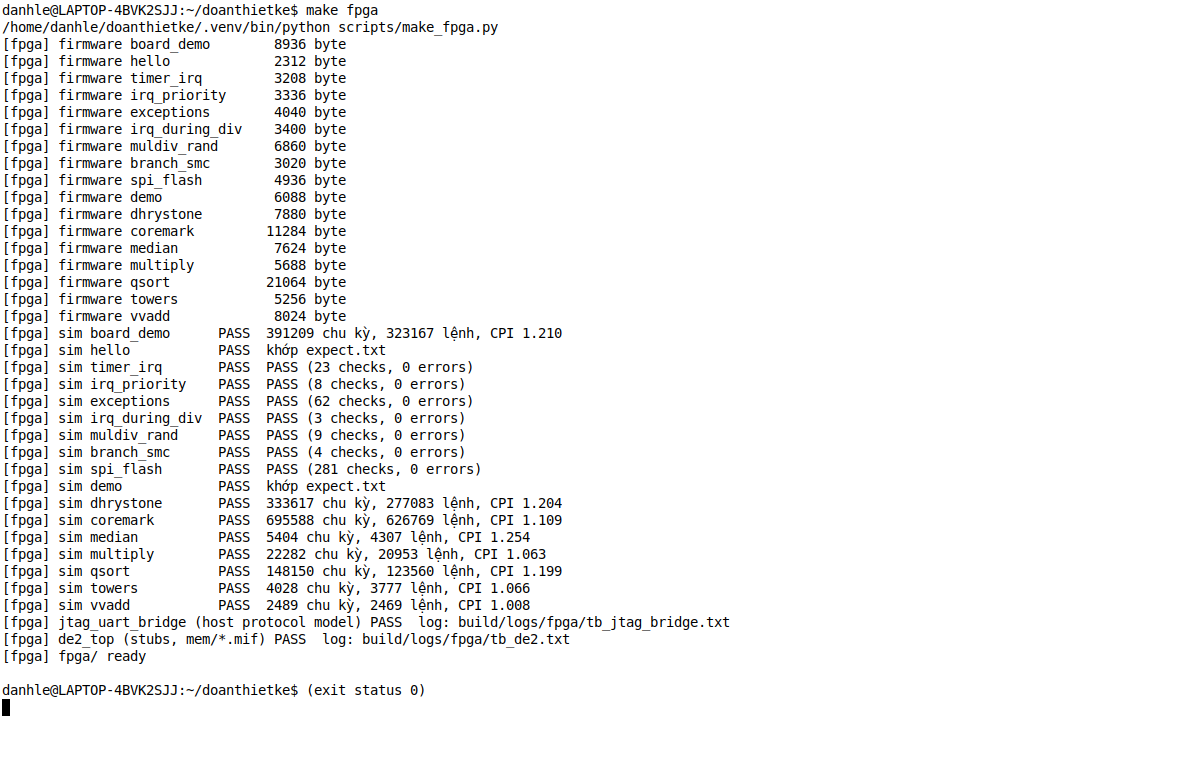 danhle@LAPTOP-4BVK2SJJ:~/doanthietke$ make fpga
/home/danhle/doanthietke/.venv/bin/python scripts/make_fpga.py
[fpga] firmware board_demo        8936 byte
[fpga] firmware hello             2312 byte
[fpga] firmware timer_irq         3208 byte
[fpga] firmware irq_priority      3336 byte
[fpga] firmware exceptions        4040 byte
[fpga] firmware irq_during_div    3400 byte
[fpga] firmware muldiv_rand       6860 byte
[fpga] firmware branch_smc        3020 byte
[fpga] firmware spi_flash         4936 byte
[fpga] firmware demo              6088 byte
[fpga] firmware dhrystone         7880 byte
[fpga] firmware coremark         11284 byte
[fpga] firmware median            7624 byte
[fpga] firmware multiply          5688 byte
[fpga] firmware qsort            21064 byte
[fpga] firmware towers            5256 byte
[fpga] firmware vvadd             8024 byte
[fpga] sim board_demo      PASS  391209 chu kỳ, 323167 lệnh, CPI 1.210
[fpga] sim hello           PASS  khớp expect.txt
[fpga] sim timer_irq       PASS  PASS (23 checks, 0 errors)
[fpga] sim irq_priority    PASS  PASS (8 checks, 0 errors)
[fpga] sim exceptions      PASS  PASS (62 checks, 0 errors)
[fpga] sim irq_during_div  PASS  PASS (3 checks, 0 errors)
[fpga] sim muldiv_rand     PASS  PASS (9 checks, 0 errors)
[fpga] sim branch_smc      PASS  PASS (4 checks, 0 errors)
[fpga] sim spi_flash       PASS  PASS (281 checks, 0 errors)
[fpga] sim demo            PASS  khớp expect.txt
[fpga] sim dhrystone       PASS  333617 chu kỳ, 277083 lệnh, CPI 1.204
[fpga] sim coremark        PASS  695588 chu kỳ, 626769 lệnh, CPI 1.109
[fpga] sim median          PASS  5404 chu kỳ, 4307 lệnh, CPI 1.254
[fpga] sim multiply        PASS  22282 chu kỳ, 20953 lệnh, CPI 1.063
[fpga] sim qsort           PASS  148150 chu kỳ, 123560 lệnh, CPI 1.199
[fpga] sim towers          PASS  4028 chu kỳ, 3777 lệnh, CPI 1.066
[fpga] sim vvadd           PASS  2489 chu kỳ, 2469 lệnh, CPI 1.008
[fpga] jtag_uart_bridge (host protocol model) PASS  log: build/logs/fpga/tb_jtag_bridge.txt
[fpga] de2_top (stubs, mem/*.mif) PASS  log: build/logs/fpga/tb_de2.txt
[fpga] fpga/ ready
danhle@LAPTOP-4BVK2SJJ:~/doanthietke$ (exit status 0)